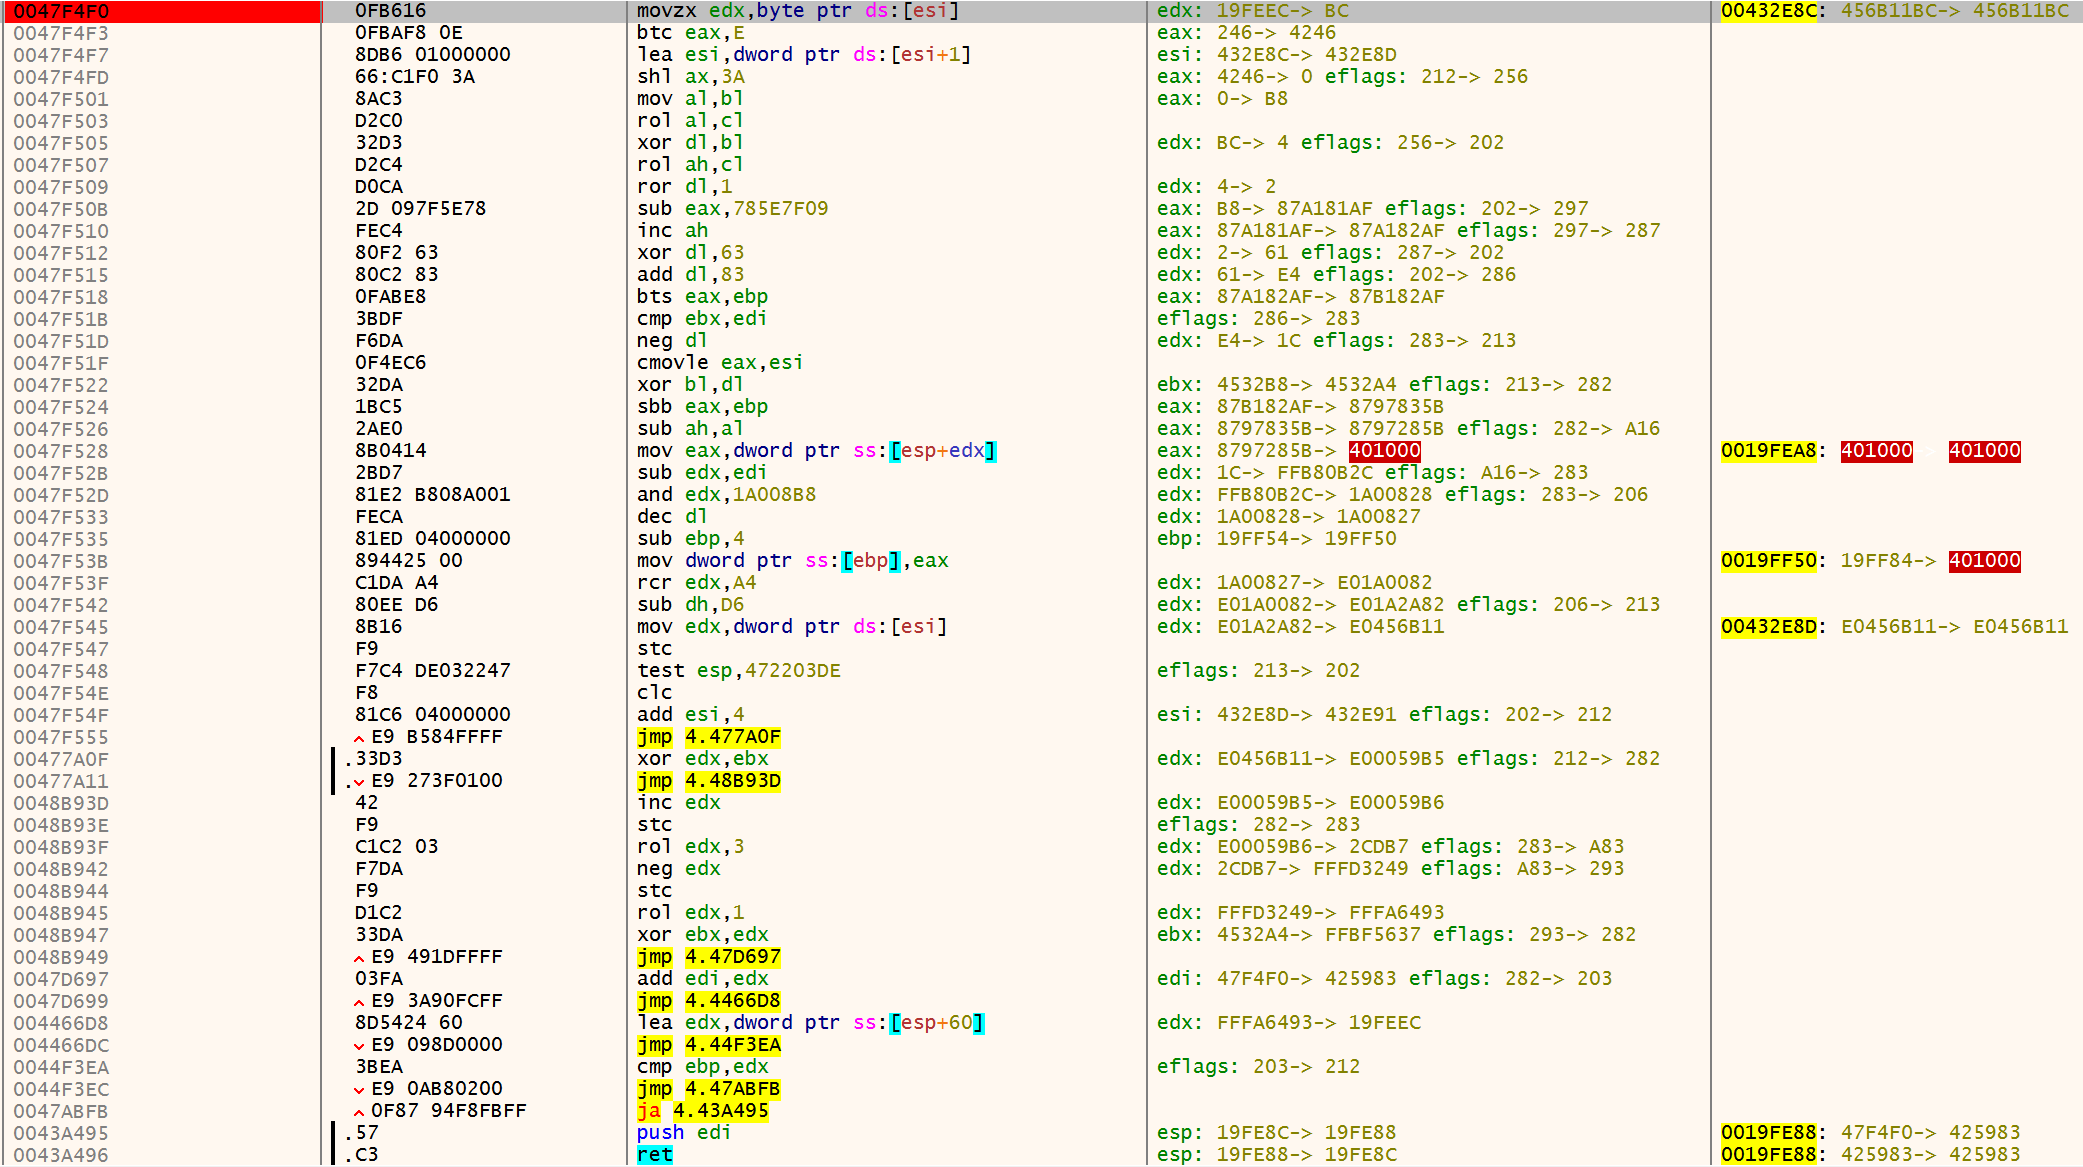 0047F4F0 0FB616 movzx edx,byte ptr ds:[esi] edx: 19FEEC-> BC 00432E8C: 456B11BC-> 456B11BC
0047F4F3 0FBAF8 0E btc eax,E eax: 246-> 4246
0047F4F7 8DB6 01000000 lea esi,dword ptr ds:[esi+1] esi: 432E8C-> 432E8D
0047F4FD 66:C1F0 3A shl ax,3A eax: 4246-> 0 eflags: 212-> 256
0047F501 8AC3 mov al,bl eax: 0-> B8
0047F503 D2C0 rol al,cl
0047F505 32D3 xor dl,bl edx: BC-> 4 eflags: 256-> 202
0047F507 D2C4 rol ah,cl
0047F509 D0CA ror dl,1 edx: 4-> 2
0047F50B 2D 097F5E78 sub eax,785E7F09 eax: B8-> 87A181AF eflags: 202-> 297
0047F510 FEC4 inc ah eax: 87A181AF-> 87A182AF eflags: 297-> 287
0047F512 80F2 63 xor dl,63 edx: 2-> 61 eflags: 287-> 202
0047F515 80C2 83 add dl,83 edx: 61-> E4 eflags: 202-> 286
0047F518 0FABE8 bts eax,ebp eax: 87A182AF-> 87B182AF
0047F51B 3BDF cmp ebx,edi eflags: 286-> 283
0047F51D F6DA neg dl edx: E4-> 1C eflags: 283-> 213
0047F51F 0F4EC6 cmovle eax,esi
0047F522 32DA xor bl,dl ebx: 4532B8-> 4532A4 eflags: 213-> 282
0047F524 1BC5 sbb eax,ebp eax: 87B182AF-> 8797835B
0047F526 2AE0 sub ah,al eax: 8797835B-> 8797285B eflags: 282-> A16
0047F528 8B0414 mov eax,dword ptr ss:[esp+edx] eax: 8797285B-> 401000 0019FEA8: 401000-> 401000
0047F52B 2BD7 sub edx,edi edx: 1C-> FFB80B2C eflags: A16-> 283
0047F52D 81E2 B808A001 and edx,1A008B8 edx: FFB80B2C-> 1A00828 eflags: 283-> 206
0047F533 FECA dec dl edx: 1A00828-> 1A00827
0047F535 81ED 04000000 sub ebp,4 ebp: 19FF54-> 19FF50
0047F53B 894425 00 mov dword ptr ss:[ebp],eax 0019FF50: 19FF84-> 401000
0047F53F C1DA A4 rcr edx,A4 edx: 1A00827-> E01A0082
0047F542 80EE D6 sub dh,D6 edx: E01A0082-> E01A2A82 eflags: 206-> 213
0047F545 8B16 mov edx,dword ptr ds:[esi] edx: E01A2A82-> E0456B11 00432E8D: E0456B11-> E0456B11
0047F547 F9 stc
0047F548 F7C4 DE032247 test esp,472203DE eflags: 213-> 202
0047F54E F8 clc
0047F54F 81C6 04000000 add esi,4 esi: 432E8D-> 432E91 eflags: 202-> 212
0047F555 E9 B584FFFF jmp 4.477A0F
00477A0F .33D3 xor edx,ebx edx: E0456B11-> E00059B5 eflags: 212-> 282
00477A11 . E9 273F0100 jmp 4.48B93D
0048B93D 42 inc edx edx: E00059B5-> E00059B6
0048B93E F9 stc eflags: 282-> 283
0048B93F C1C2 03 rol edx,3 edx: E00059B6-> 2CDB7 eflags: 283-> A83
0048B942 F7DA neg edx edx: 2CDB7-> FFFD3249 eflags: A83-> 293
0048B944 F9 stc
0048B945 D1C2 rol edx,1 edx: FFFD3249-> FFFA6493
0048B947 33DA xor ebx,edx ebx: 4532A4-> FFBF5637 eflags: 293-> 282
0048B949 E9 491DFFFF jmp 4.47D697
0047D697 03FA add edi,edx edi: 47F4F0-> 425983 eflags: 282-> 203
0047D699 E9 3A90FCFF jmp 4.4466D8
004466D8 8D5424 60 lea edx,dword ptr ss:[esp+60] edx: FFFA6493-> 19FEEC
004466DC E9 098D0000 jmp 4.44F3EA
0044F3EA 3BEA cmp ebp,edx eflags: 203-> 212
0044F3EC E9 0AB80200 jmp 4.47ABFB
0047ABFB 0F87 94F8FBFF ja 4.43A495
0043A495 .57 push edi esp: 19FE8C-> 19FE88 0019FE88: 47F4F0-> 425983
0043A496 .C3 ret esp: 19FE88-> 19FE8C 0019FE88: 425983-> 425983